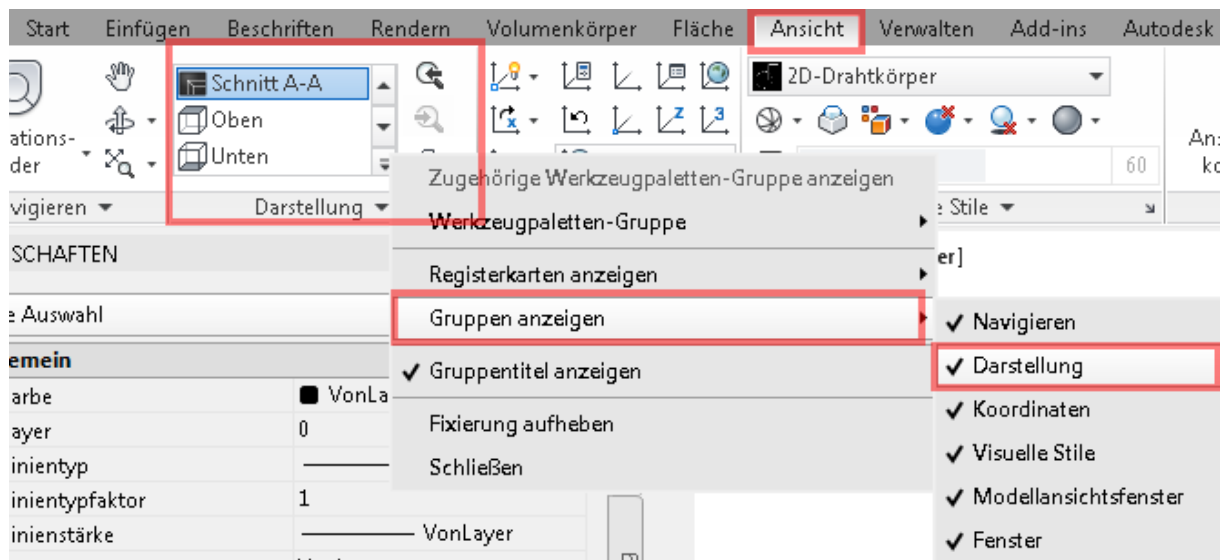 Start Einfügen Beschriften Rendern Volumenkörper Fläche Ansicht Verwalten Add-ins Autodesk
Schnitt A-A
2D-Drahtkörper
Oben
ations-
der
Unten
60
vigieren
Darstellung
Stile
Zugehörige Werkzeugpaletten-Gruppe anzeigen
Werkzeugpaletten-Gruppe
Registerkarten anzeigen
Gruppen anzeigen
Gruppentitel anzeigen
Fixierung aufheben
Schließen
er]
Navigieren
Darstellung
Koordinaten
Visuelle Stile
Modellansichtsfenster
Fenster
SCHAFTEN
e Auswahl
emein
arbe VonLa
ayer 0
inientyp
inientypfaktor 1
inienstärke VonLayer